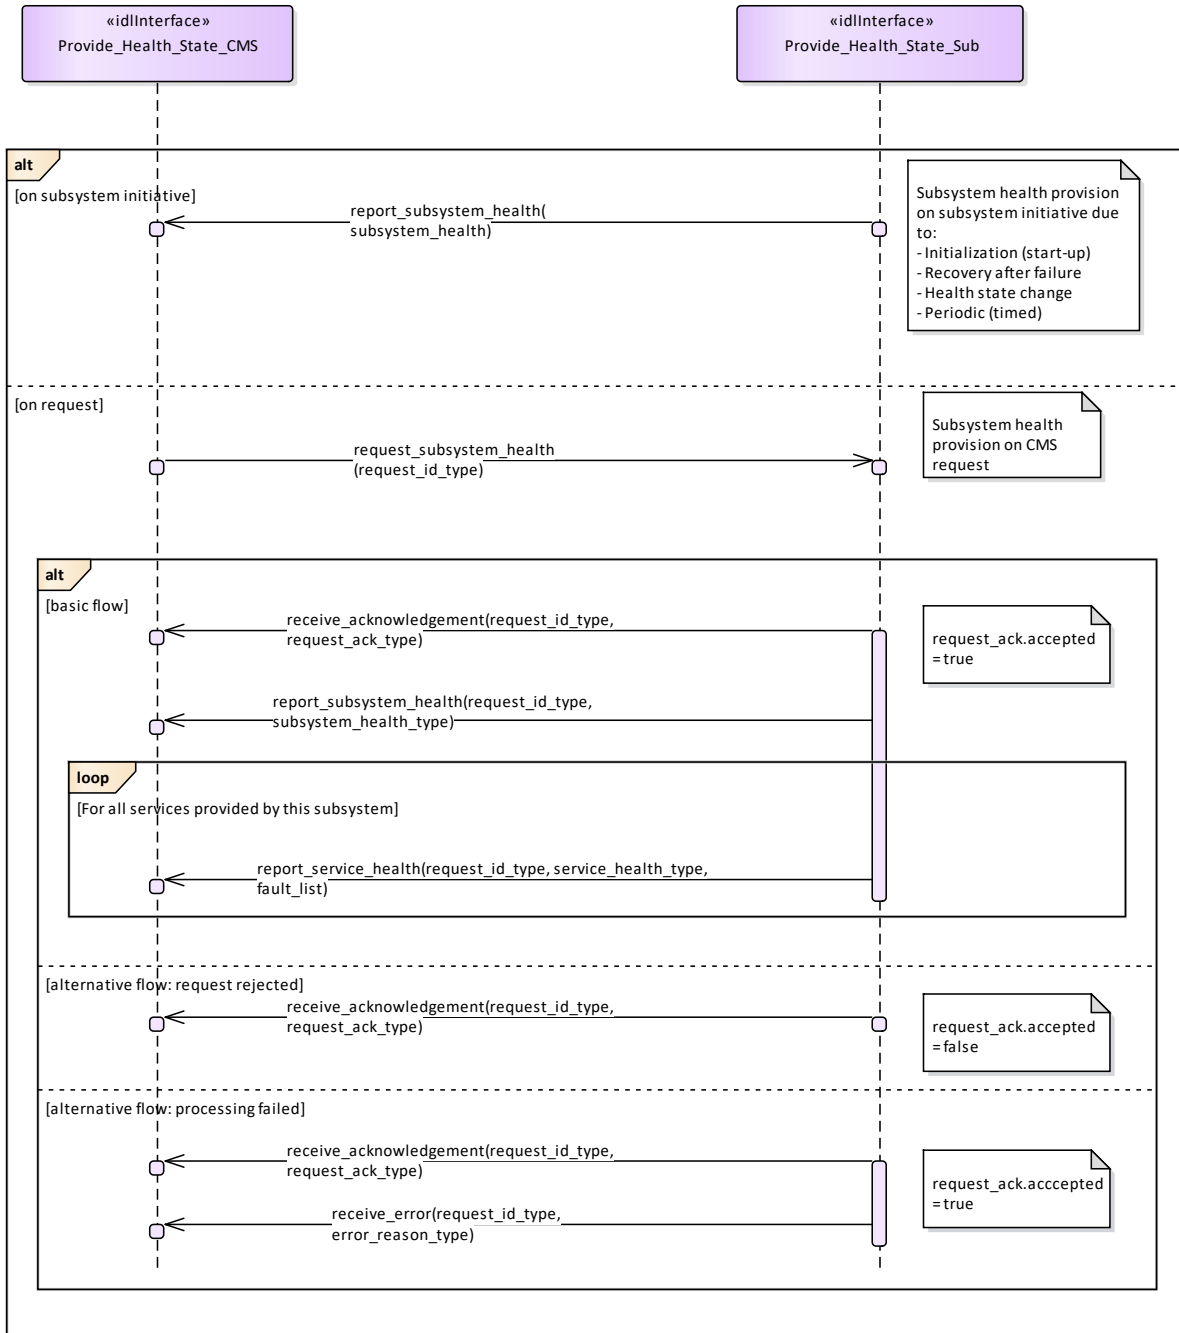 «idlInterface»
Provide_Health_State_CMS
«idlInterface»
Provide_Health_State_Sub
alt
[on subsystem initiative]
report_subsystem_health(
subsystem_health)
Subsystem health provision
on subsystem initiative due
to:
- Initialization (start-up)
- Recovery after failure
- Health state change
- Periodic (timed)
[on request]
request_subsystem_health
(request_id_type)
Subsystem health
provision on CMS
request
alt
[basic flow]
receive_acknowledgement(request_id_type,
request_ack_type)
request_ack.accepted
= true
report_subsystem_health(request_id_type,
subsystem_health_type)
loop
[For all services provided by this subsystem]
report_service_health(request_id_type, service_health_type,
fault_list)
[alternative flow: request rejected]
receive_acknowledgement(request_id_type,
request_ack_type)
request_ack.accepted
= false
[alternative flow: processing failed]
receive_acknowledgement(request_id_type,
request_ack_type)
request_ack.acccepted
= true
receive_error(request_id_type,
error_reason_type)